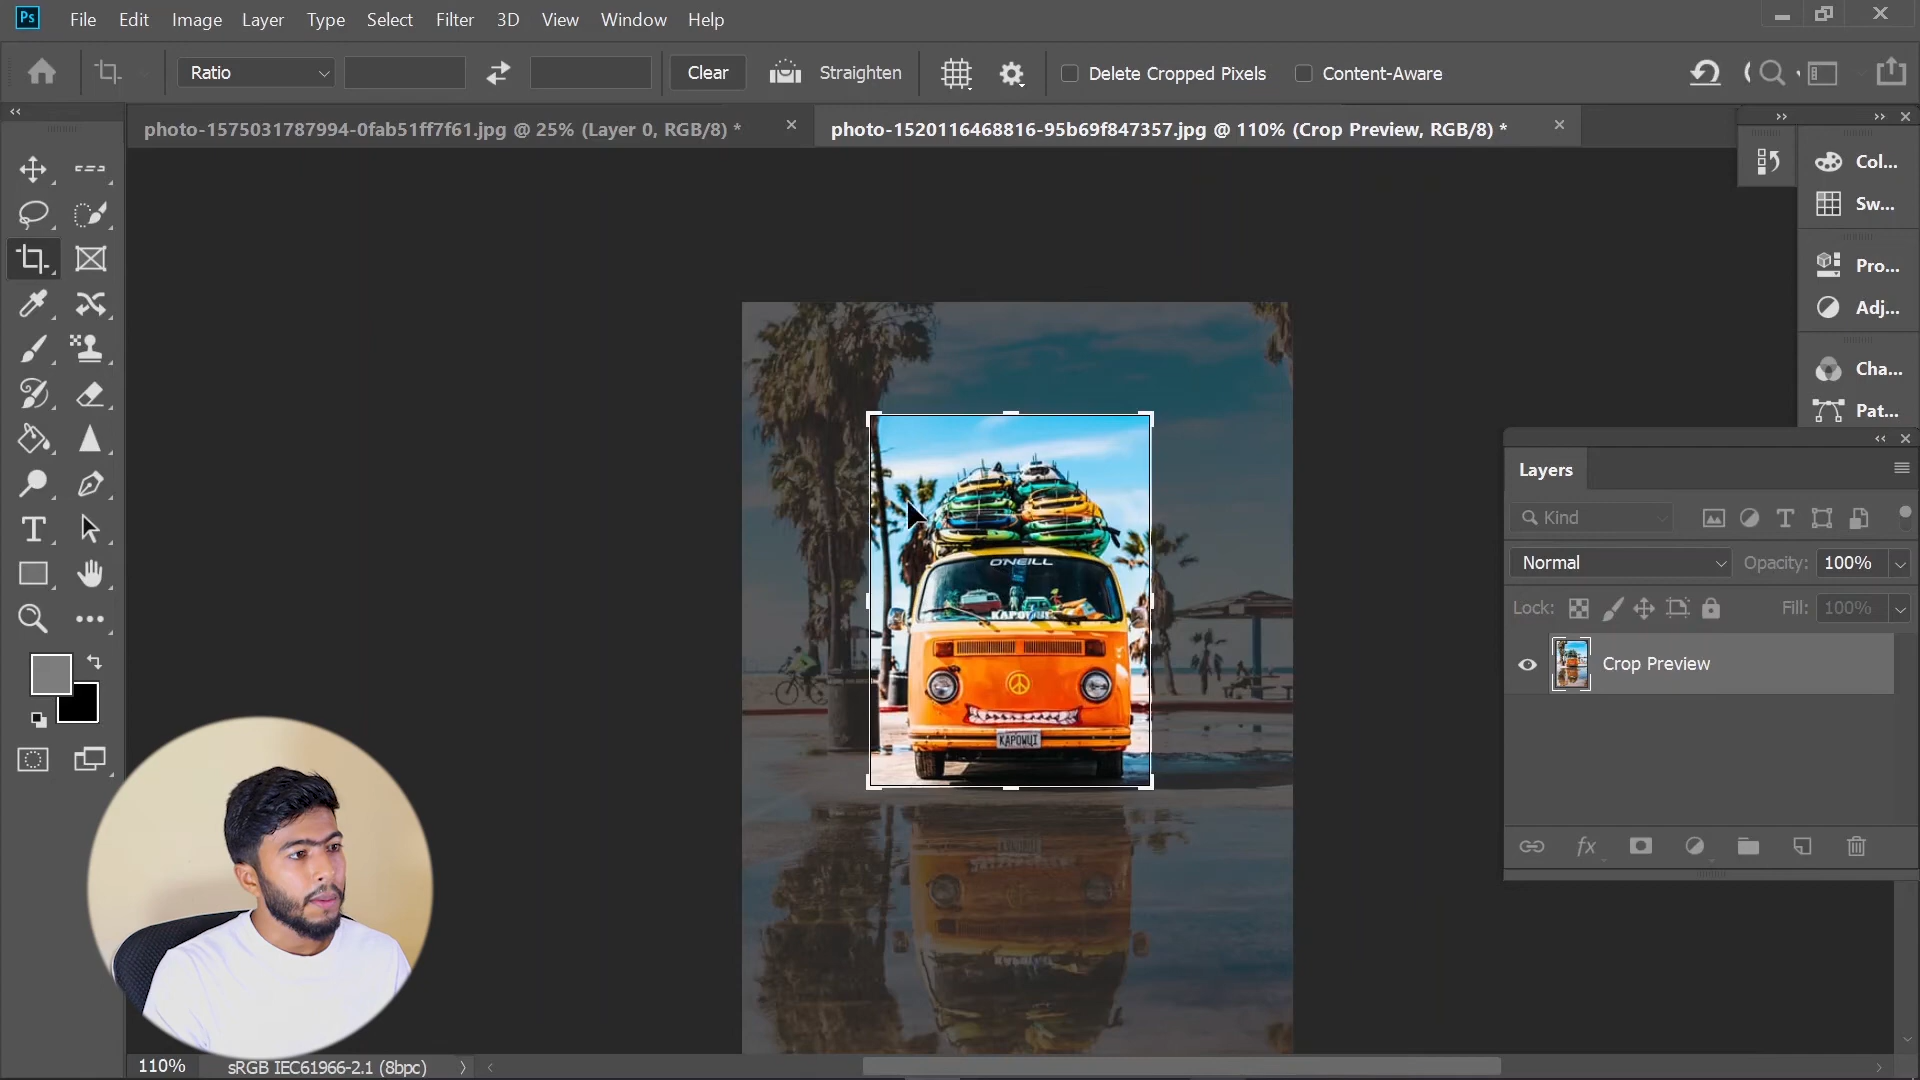 Ps File Edit Image Layer Type Select Filter 3D View Window Help
Ratio Clear Straighten Delete Cropped Pixels Content-Aware
photo-1575031787994-0fab51ff7f61.jpg @ 25% (Layer 0, RGB/8) *
photo-1520116468816-95b69f847357.jpg @ 110% (Crop Preview, RGB/8) *
Col...
Sw...
Pro...
Adj...
Cha...
Pat...
Layers
Kind
Normal Opacity: 100%
Lock: Fill: 100%
Crop Preview
O'NEILL
KAPOWUI
KAPOWUI
110% sRGB IEC61966-2.1 (8bpc)